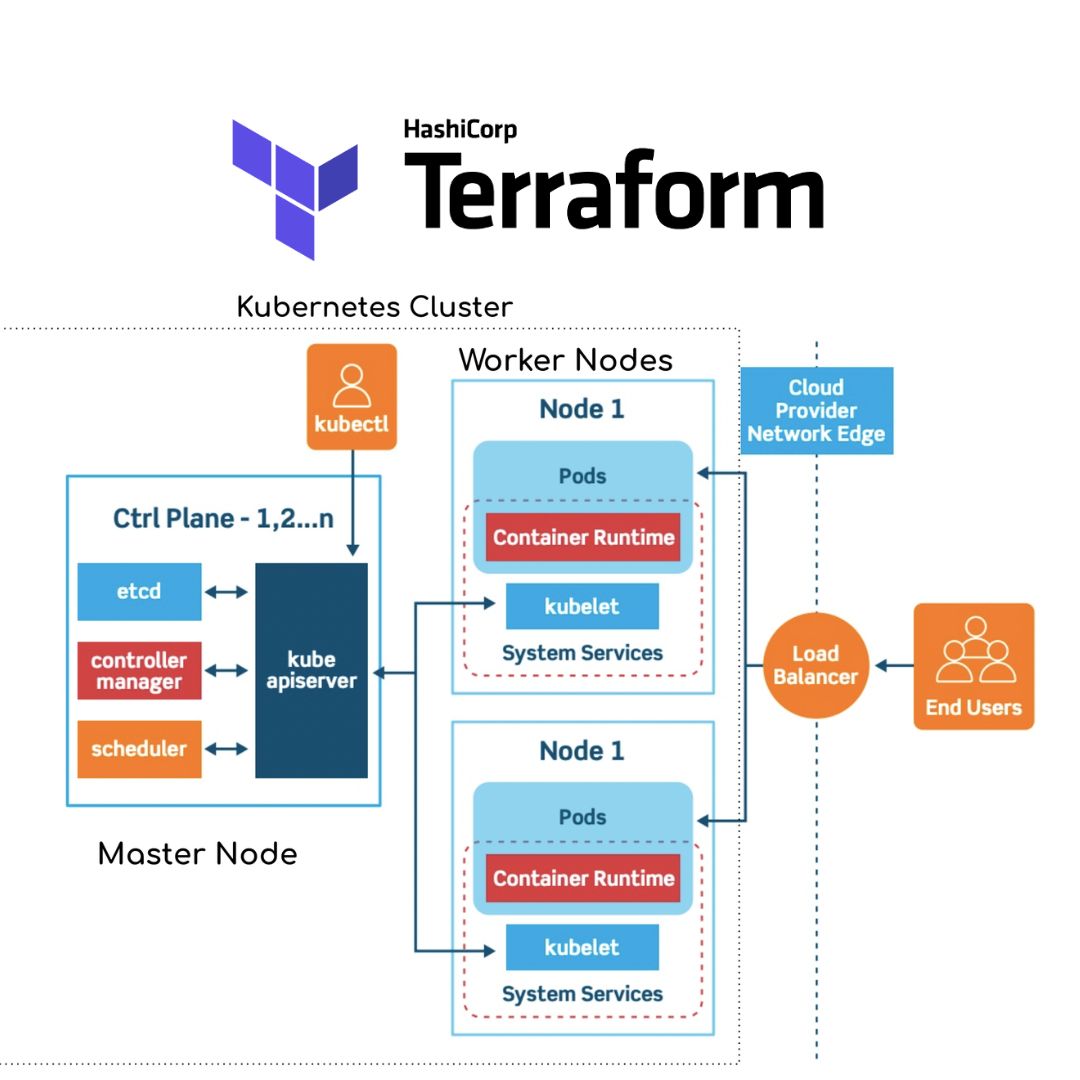 HashiCorp
Terraform
Kubernetes Cluster
kubectl
Ctrl Plane - 1,2...n
etcd
controller
manager
scheduler
kube
apiserver
Master Node
Worker Nodes
Node 1
Pods
Container Runtime
kubelet
System Services
Node 1
Pods
Container Runtime
kubelet
System Services
Cloud
Provider
Network Edge
Load
Balancer
End Users